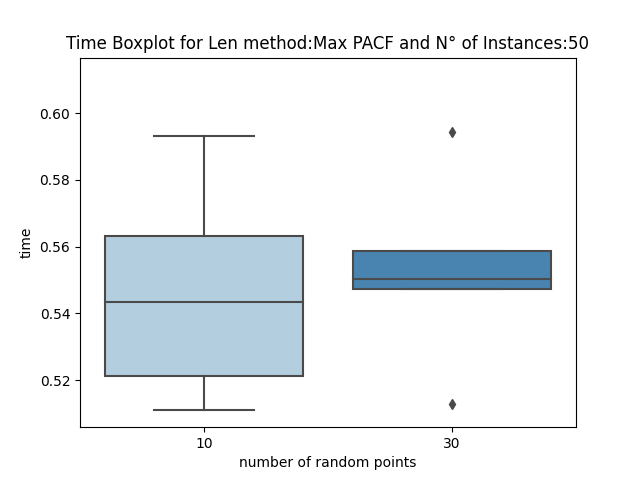 Time Boxplot for Len method:Max PACF and N° of Instances:50
0.60
0.58
0.56
0.54
0.52
time
10 30
number of random points